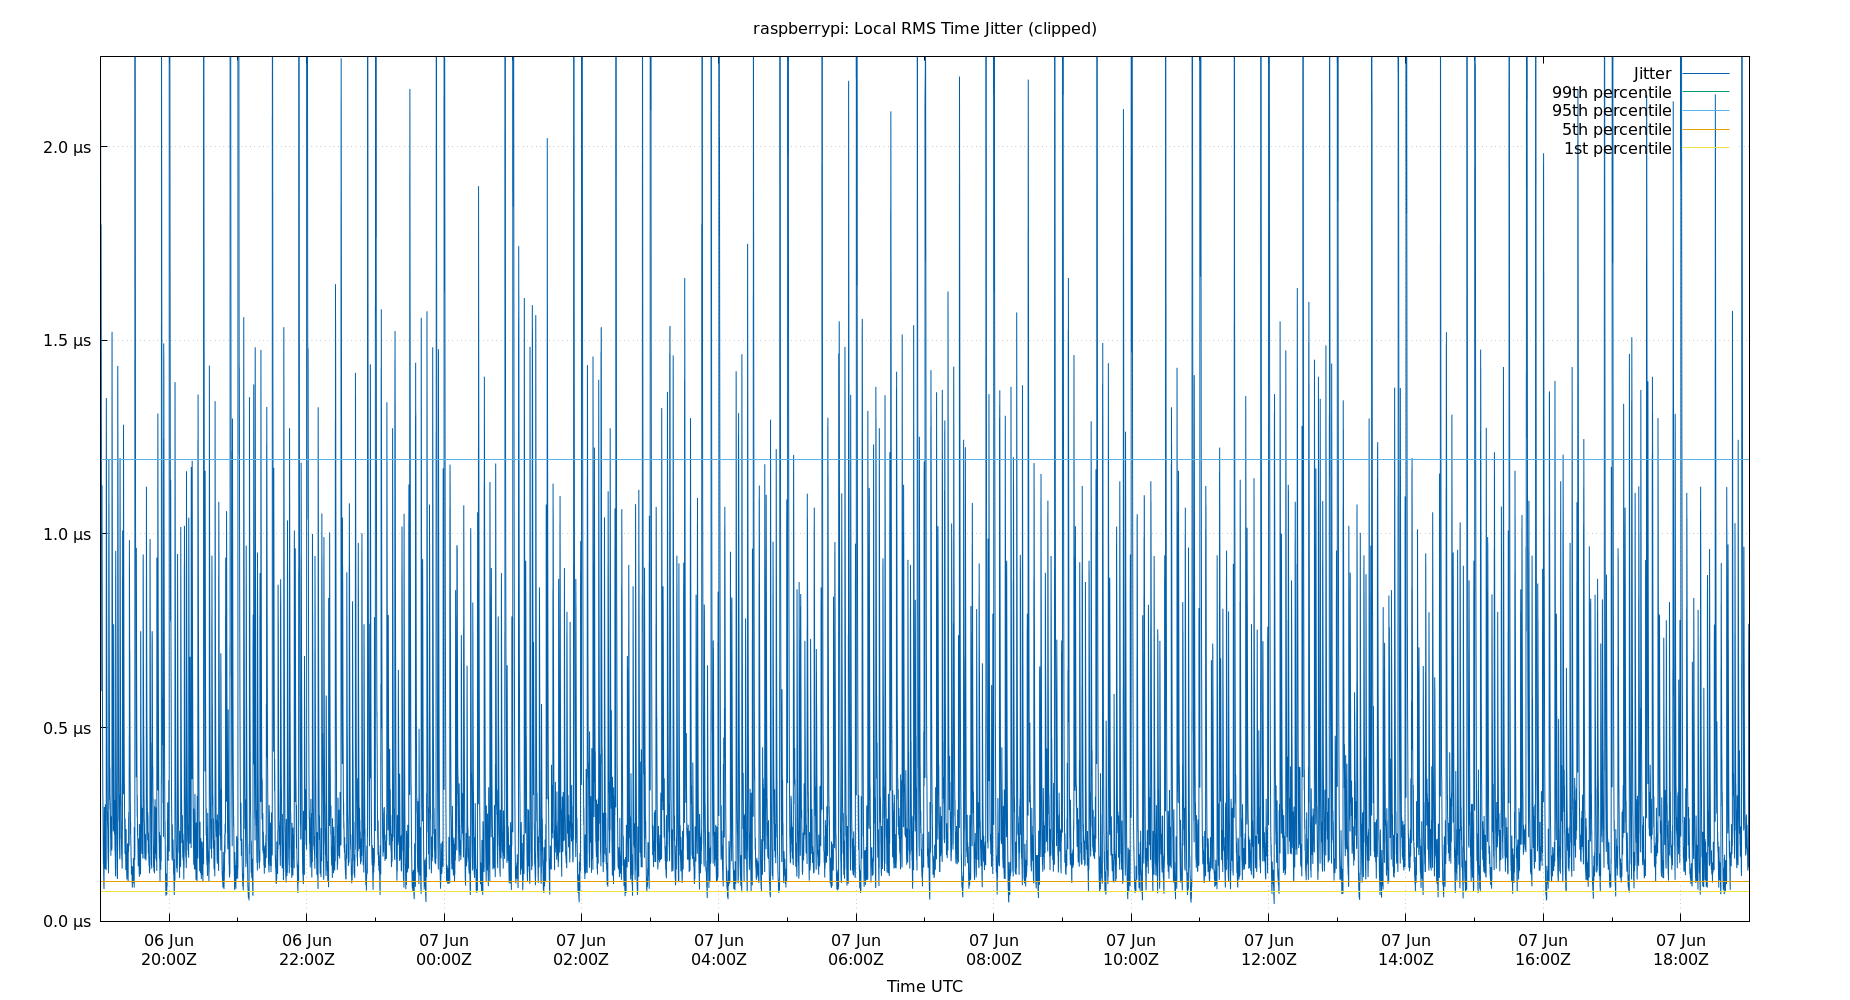 raspberrypi: Local RMS Time Jitter (clipped)
Jitter
99th percentile
95th percentile
5th percentile
1st percentile
2.0 μs
1.5 μs
1.0 μs
0.5 μs
0.0 μs
06 Jun 06 Jun 07 Jun 07 Jun 07 Jun 07 Jun 07 Jun 07 Jun 07 Jun 07 Jun 07 Jun 07 Jun
20:00Z 22:00Z 00:00Z 02:00Z 04:00Z 06:00Z 08:00Z 10:00Z 12:00Z 14:00Z 16:00Z 18:00Z
Time UTC